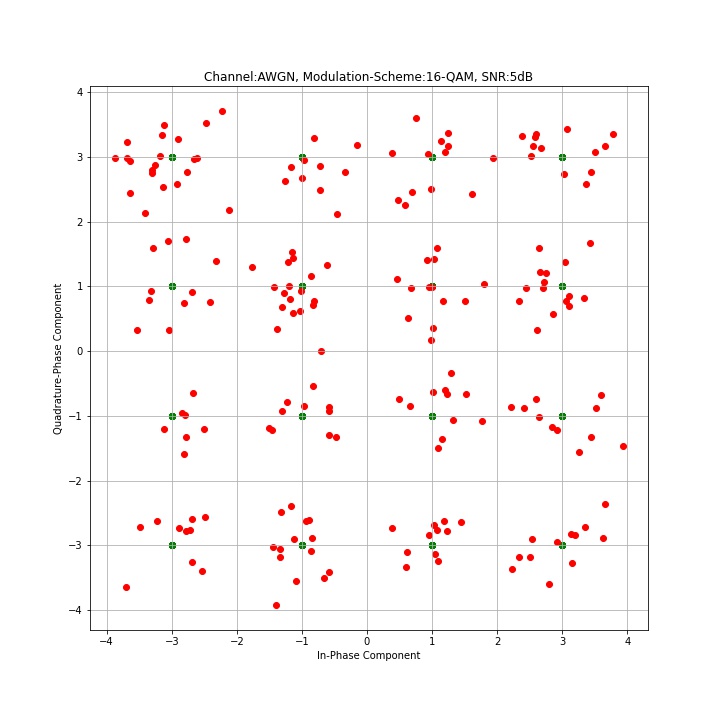 Channel:AWGN, Modulation-Scheme:16-QAM, SNR:5dB
4
3
2
1
0
−1
−2
−3
−4
Quadrature-Phase Component
−4 −3 −2 −1 0 1 2 3 4
In-Phase Component